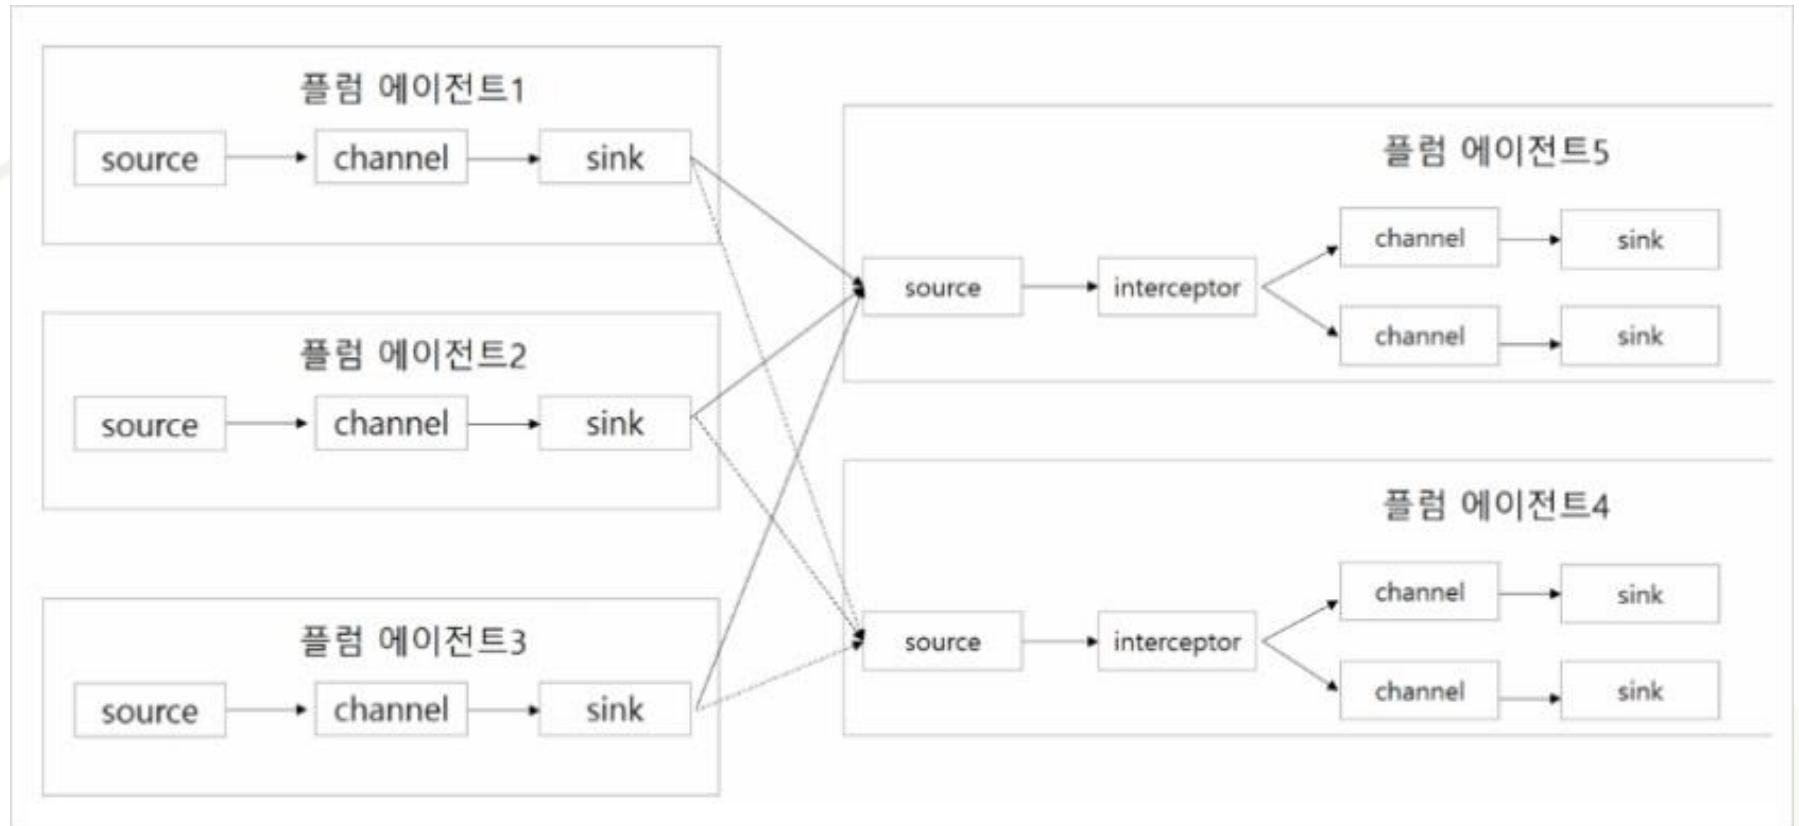 플럼 에이전트1
source
channel
sink
플럼 에이전트2
source
channel
sink
플럼 에이전트3
source
channel
sink
플럼 에이전트5
source
interceptor
channel
sink
channel
sink
플럼 에이전트4
source
interceptor
channel
sink
channel
sink